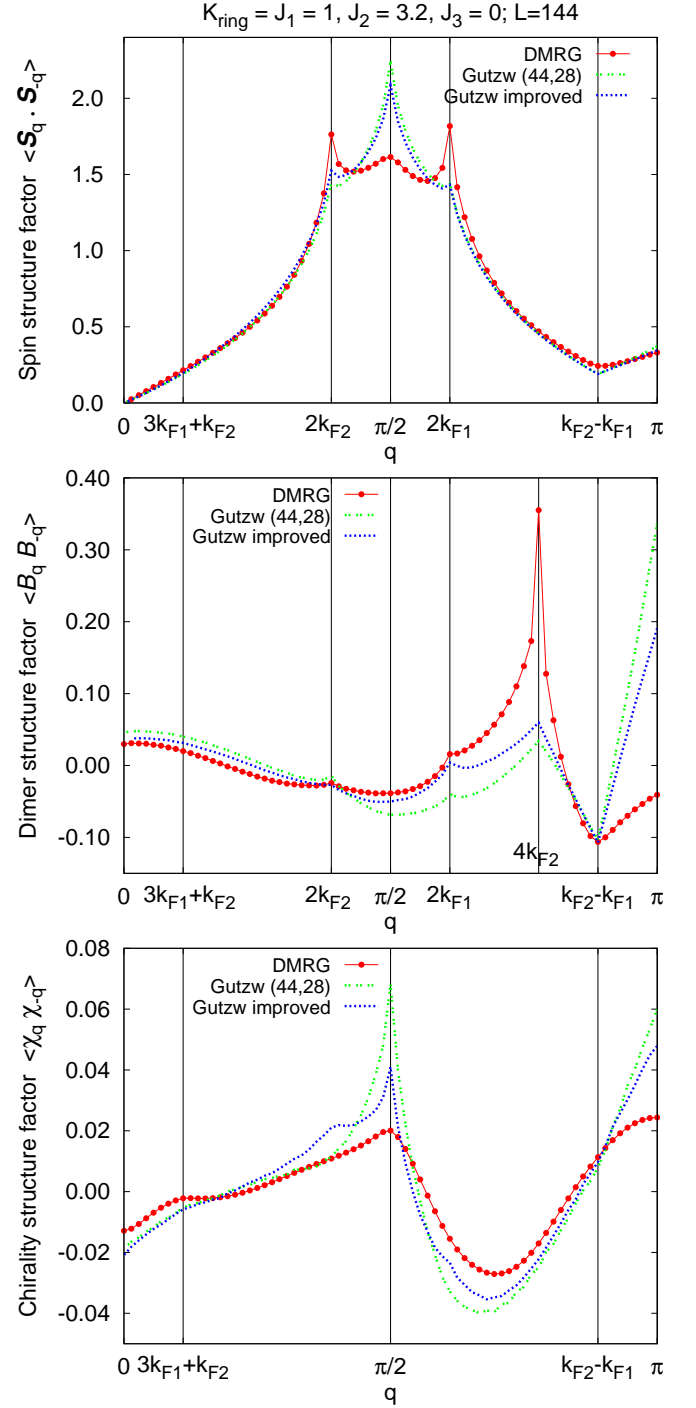 K_ring = J_1 = 1, J_2 = 3.2, J_3 = 0; L=144
Spin structure factor <S_q · S_-q>
DMRG
Gutzw (44,28)
Gutzw improved
2.0
1.5
1.0
0.5
0.0
0 3k_F1+k_F2 2k_F2 π/2 2k_F1 k_F2-k_F1 π
q
Dimer structure factor <B_q B_-q>
DMRG
Gutzw (44,28)
Gutzw improved
0.40
0.30
0.20
0.10
0.00
-0.10
4k_F2
0 3k_F1+k_F2 2k_F2 π/2 2k_F1 k_F2-k_F1 π
q
Chirality structure factor <χ_q χ_-q>
DMRG
Gutzw (44,28)
Gutzw improved
0.08
0.06
0.04
0.02
0.00
-0.02
-0.04
0 3k_F1+k_F2 π/2 k_F2-k_F1 π
q